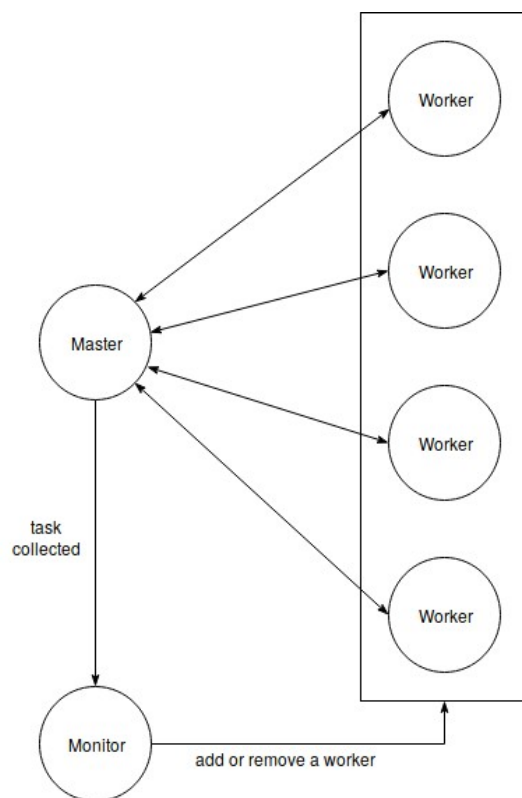 Worker
Worker
Master
Worker
task
collected
Worker
Monitor
add or remove a worker